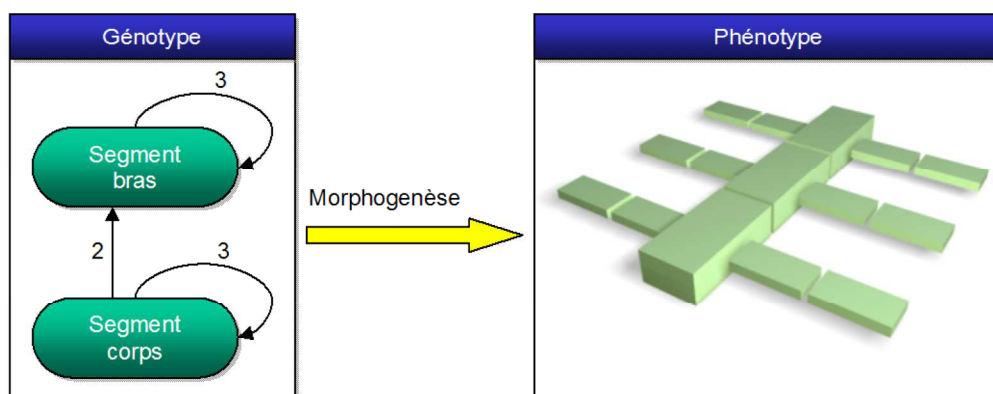 Génotype
3
Segment
bras
2
3
Segment
corps
Morphogenèse
Phénotype